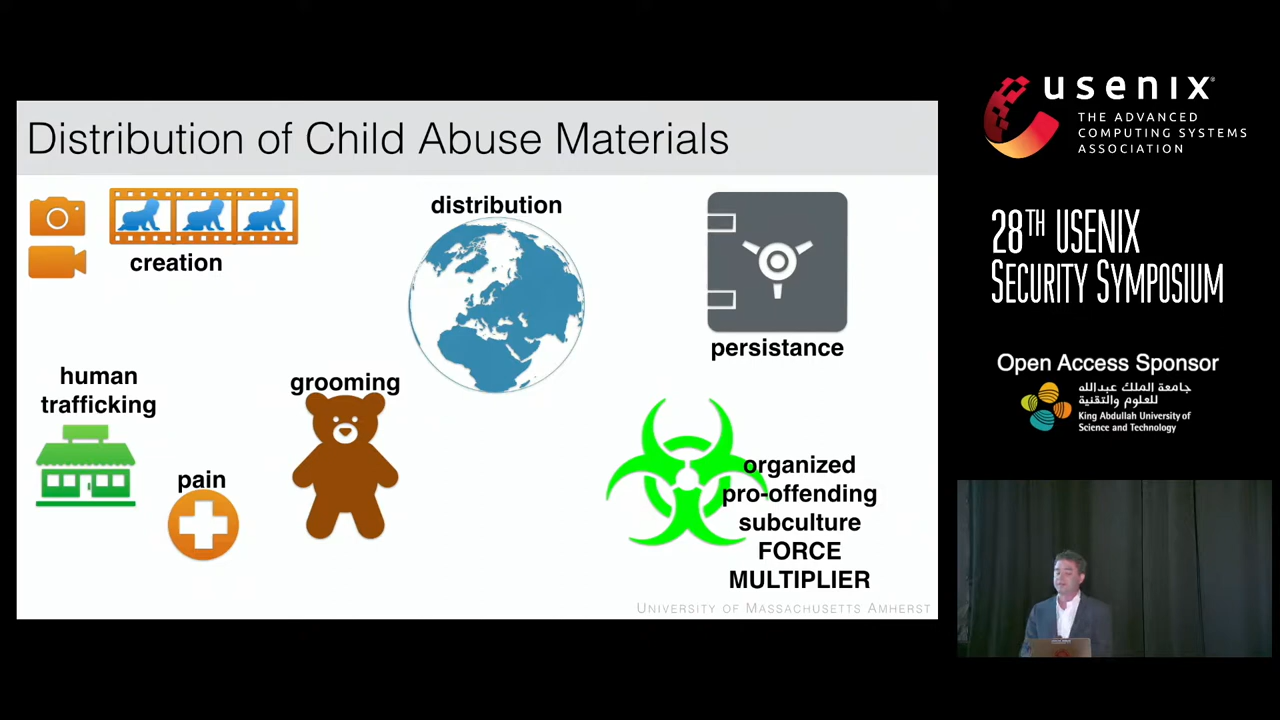 Distribution of Child Abuse Materials
creation
distribution
persistance
human
trafficking
grooming
pain
organized
pro-offending
subculture
FORCE
MULTIPLIER
UNIVERSITY OF MASSACHUSETTS AMHERST
usenix
THE ADVANCED
COMPUTING SYSTEMS
ASSOCIATION
28TH USENIX
SECURITY SYMPOSIUM
Open Access Sponsor
جامعة الملك عبدالله
للعلوم والتقنية
King Abdullah University of
Science and Technology